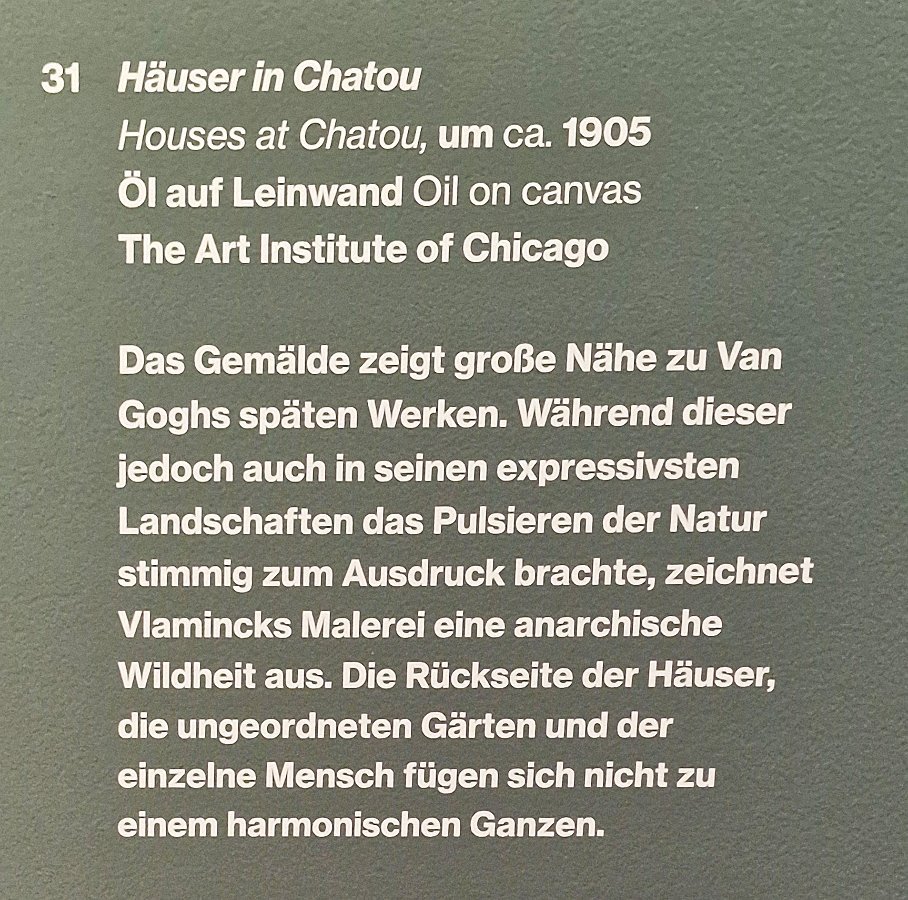 31 Häuser in Chatou
Houses at Chatou, um ca. 1905
Öl auf Leinwand Oil on canvas
The Art Institute of Chicago
Das Gemälde zeigt große Nähe zu Van
Goghs späten Werken. Während dieser
jedoch auch in seinen expressivsten
Landschaften das Pulsieren der Natur
stimmig zum Ausdruck brachte, zeichnet
Vlamincks Malerei eine anarchische
Wildheit aus. Die Rückseite der Häuser,
die ungeordneten Gärten und der
einzelne Mensch fügen sich nicht zu
einem harmonischen Ganzen.